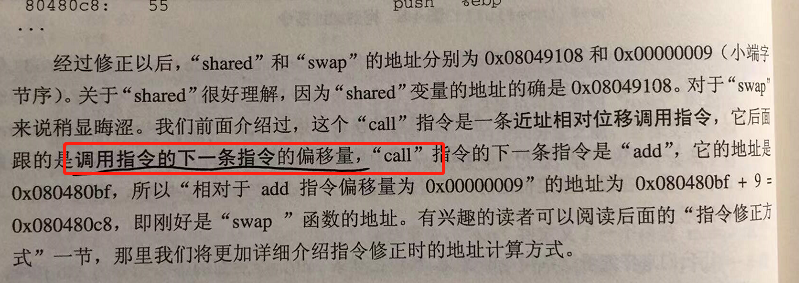 80480c8: 55 push %ebp
...
经过修正以后，“shared”和“swap”的地址分别为 0x08049108 和 0x00000009（小端字
节序）。关于“shared”很好理解，因为“shared”变量的地址的确是 0x08049108。对于“swap”
来说稍显晦涩。我们前面介绍过，这个“call”指令是一条近址相对位移调用指令，它后面
跟的是调用指令的下一条指令的偏移量，“call”指令的下一条指令是“add”，它的地址是
0x080480bf，所以“相对于 add 指令偏移量为 0x00000009”的地址为 0x080480bf + 9 =
0x080480c8，即刚好是“swap ”函数的地址。有兴趣的读者可以阅读后面的“指令修正方
式”一节，那里我们将更加详细介绍指令修正时的地址计算方式。